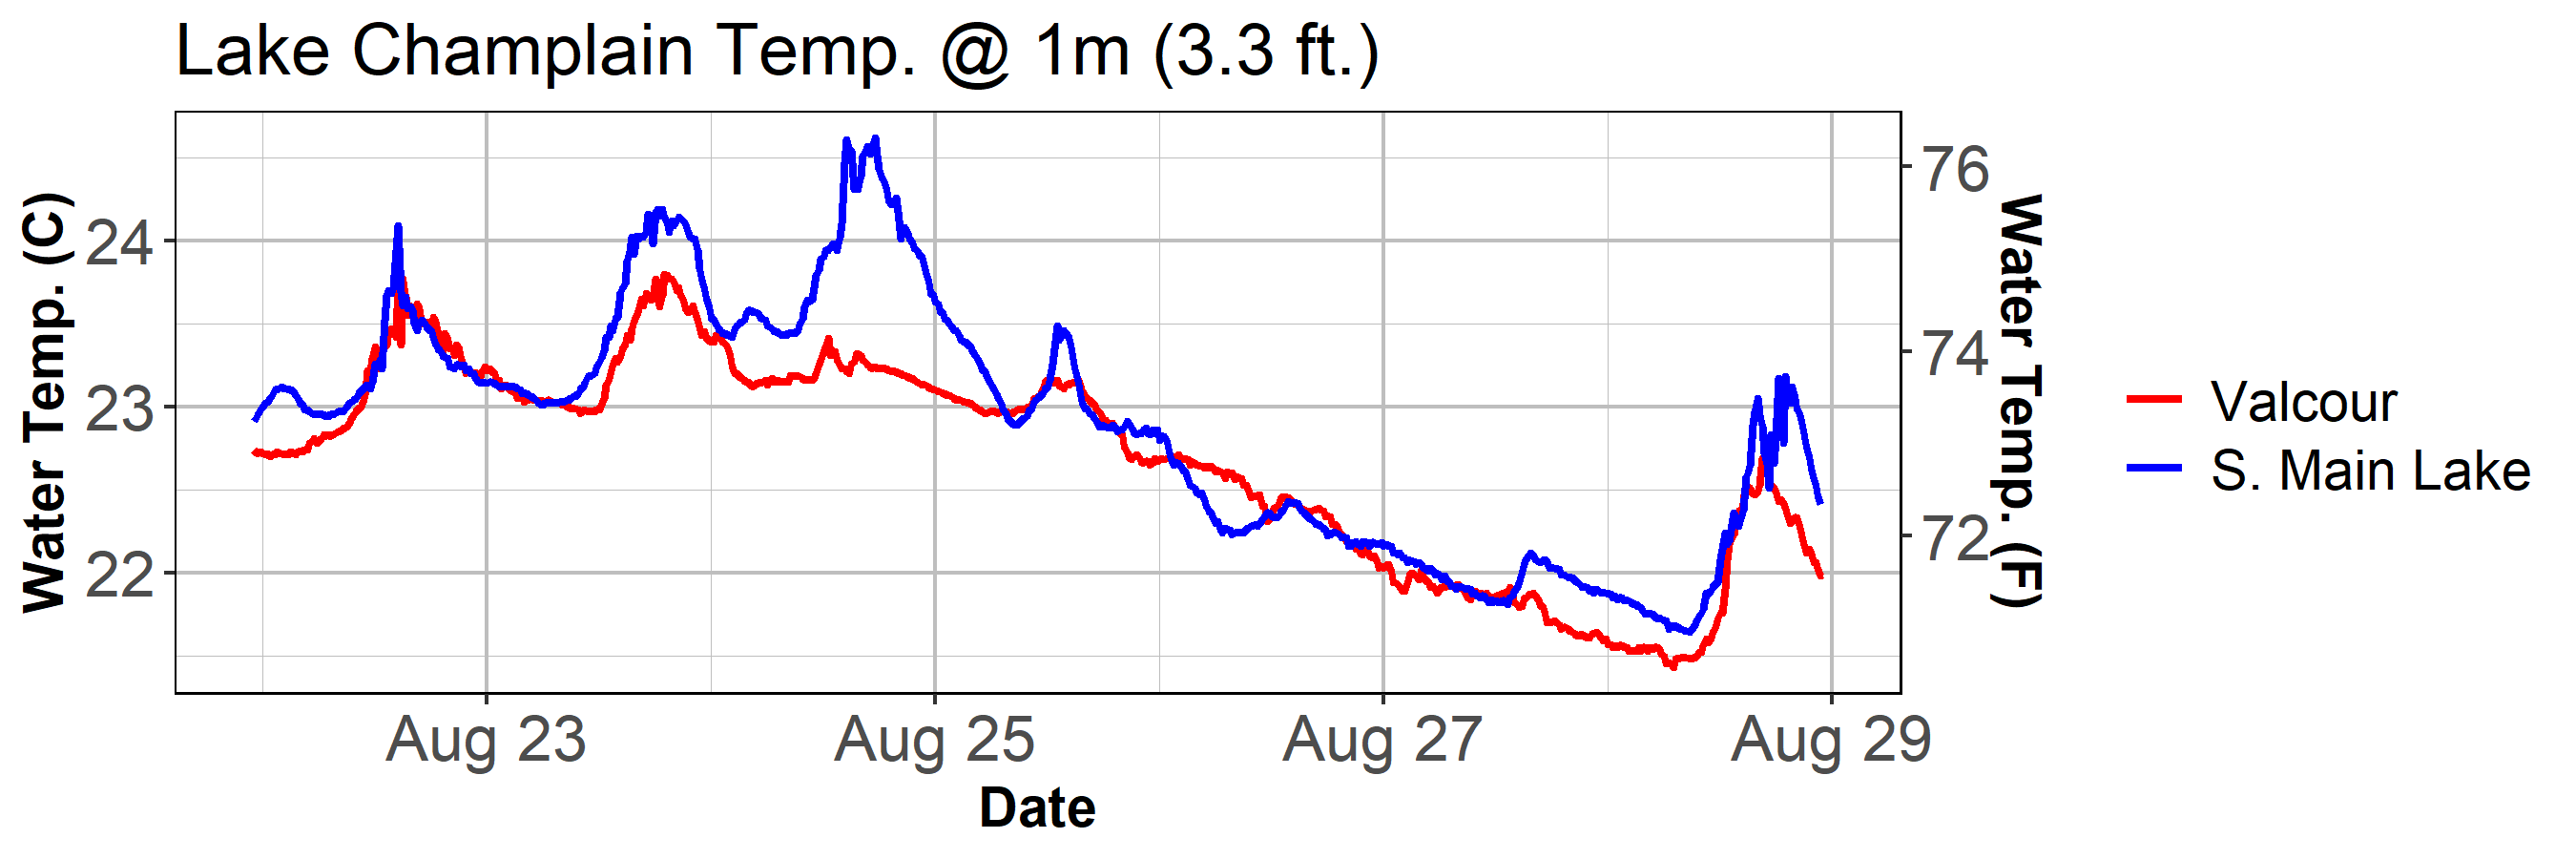 Lake Champlain Temp. @ 1m (3.3 ft.)
Water Temp. (C)
24
23
22
76
74
72
Water Temp. (F)
Aug 23
Aug 25
Aug 27
Aug 29
Date
Valcour
S. Main Lake